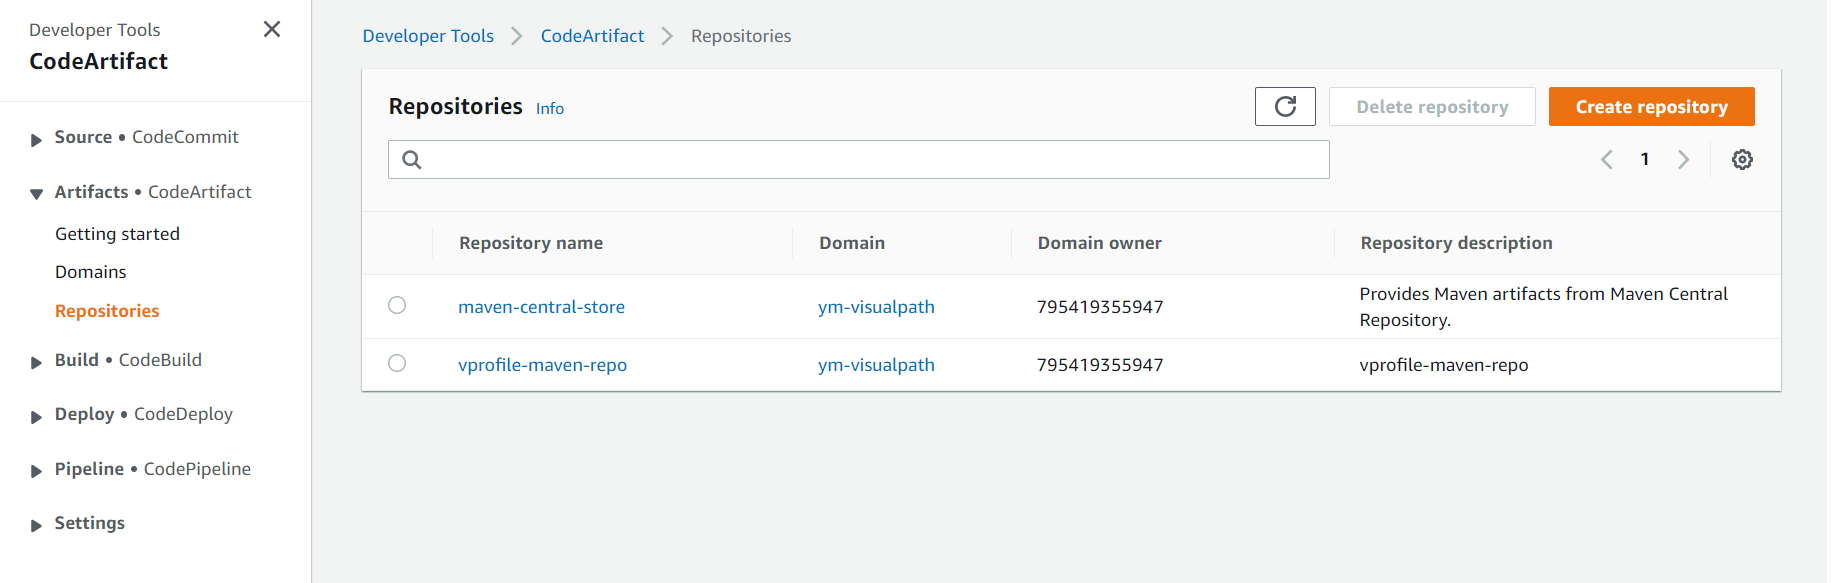 Developer Tools
CodeArtifact
Source • CodeCommit
Artifacts • CodeArtifact
Getting started
Domains
Repositories
Build • CodeBuild
Deploy • CodeDeploy
Pipeline • CodePipeline
Settings
Developer Tools > CodeArtifact > Repositories
Repositories Info
Delete repository
Create repository
1
Repository name Domain Domain owner Repository description
maven-central-store ym-visualpath 795419355947 Provides Maven artifacts from Maven Central
Repository.
vprofile-maven-repo ym-visualpath 795419355947 vprofile-maven-repo